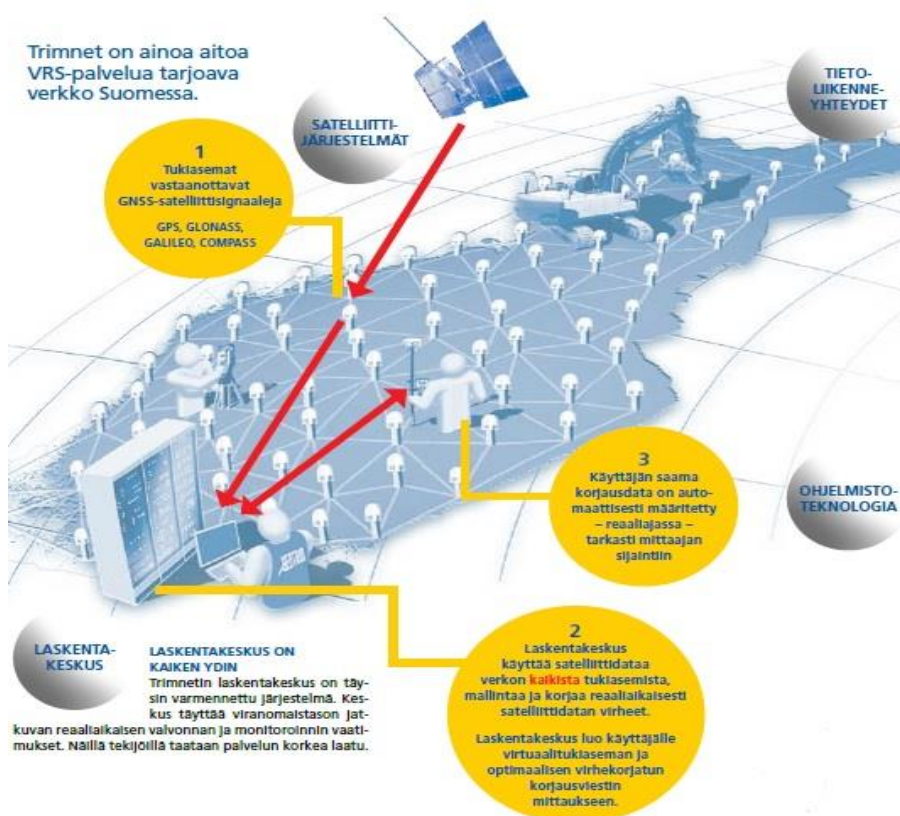 Trimnet on ainoa aitoa
VRS-palvelua tarjoava
verkko Suomessa.
SATELLIITTI-
JÄRJESTELMÄT
TIETO-
LIIKENNE-
YHTEYDET
1
Tukiasemat
vastaanottavat
GNSS-satelliittisignaaleja
GPS, GLONASS,
GALILEO, COMPASS
3
Käyttäjän saama
korjausdata on auto-
maattisesti määritetty
– reaaliajassa –
tarkasti mittaajan
sijaintiin
OHJELMISTO-
TEKNOLOGIA
LASKENTA-
KESKUS
LASKENTAKESKUS ON
KAIKEN YDIN
Trimnetin laskentakeskus on täy-
sin varmennettu järjestelmä. Kes-
kus täyttää viranomaistason jat-
kuvan reaaliaikaisen valvonnan ja monitoroinnin vaati-
mukset. Näillä tekijöillä taataan palvelun korkea laatu.
2
Laskentakeskus
käyttää satelliittidataa
verkon kaikista tukiasemista,
mallintaa ja korjaa reaaliaikaisesti
satelliittidatan virheet.
Laskentakeskus luo käyttäjälle
virtuaalitukiaseman ja
optimaalisen virhekorjatun
korjausviestin
mittaukseen.